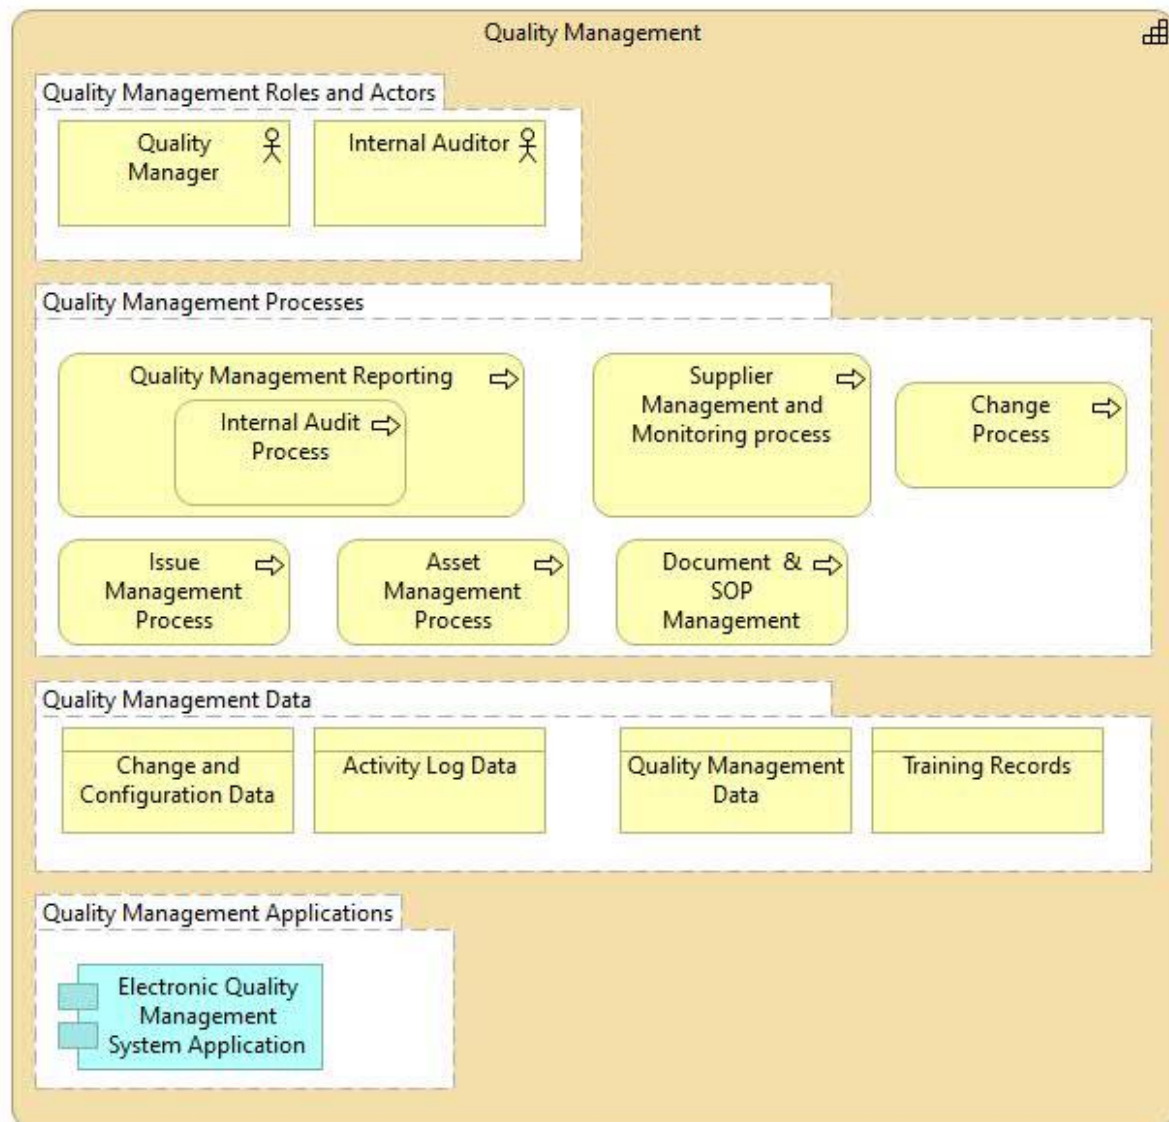 Quality Management
Quality Management Roles and Actors
Quality
Manager
Internal Auditor
Quality Management Processes
Quality Management Reporting
Internal Audit
Process
Supplier
Management and
Monitoring process
Change
Process
Issue
Management
Process
Asset
Management
Process
Document &
SOP
Management
Quality Management Data
Change and
Configuration Data
Activity Log Data
Quality Management
Data
Training Records
Quality Management Applications
Electronic Quality
Management
System Application